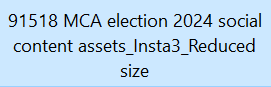 91518 MCA election 2024 social
content assets_Insta3_Reduced
size